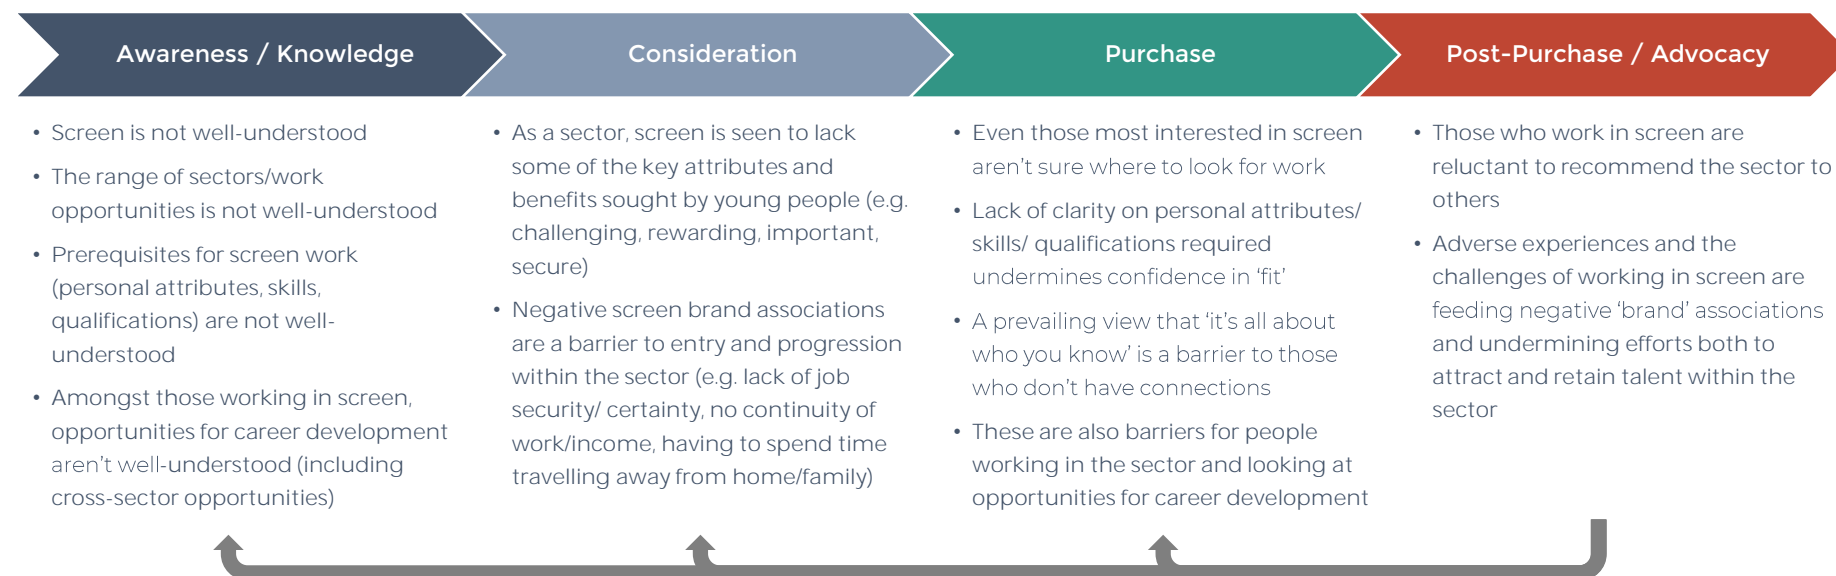 Awareness / Knowledge
Consideration
Purchase
Post-Purchase / Advocacy
• Screen is not well-understood
• The range of sectors/work
opportunities is not well-understood
• Prerequisites for screen work
(personal attributes, skills,
qualifications) are not well-
understood
• Amongst those working in screen,
opportunities for career development
aren't well-understood (including
cross-sector opportunities)
• As a sector, screen is seen to lack
some of the key attributes and
benefits sought by young people (e.g.
challenging, rewarding, important,
secure)
• Negative screen brand associations
are a barrier to entry and progression
within the sector (e.g. lack of job
security/ certainty, no continuity of
work/income, having to spend time
travelling away from home/family)
• Even those most interested in screen
aren't sure where to look for work
• Lack of clarity on personal attributes/
skills/ qualifications required
undermines confidence in 'fit'
• A prevailing view that 'it's all about
who you know' is a barrier to those
who don't have connections
• These are also barriers for people
working in the sector and looking at
opportunities for career development
• Those who work in screen are
reluctant to recommend the sector to
others
• Adverse experiences and the
challenges of working in screen are
feeding negative 'brand' associations
and undermining efforts both to
attract and retain talent within the
sector